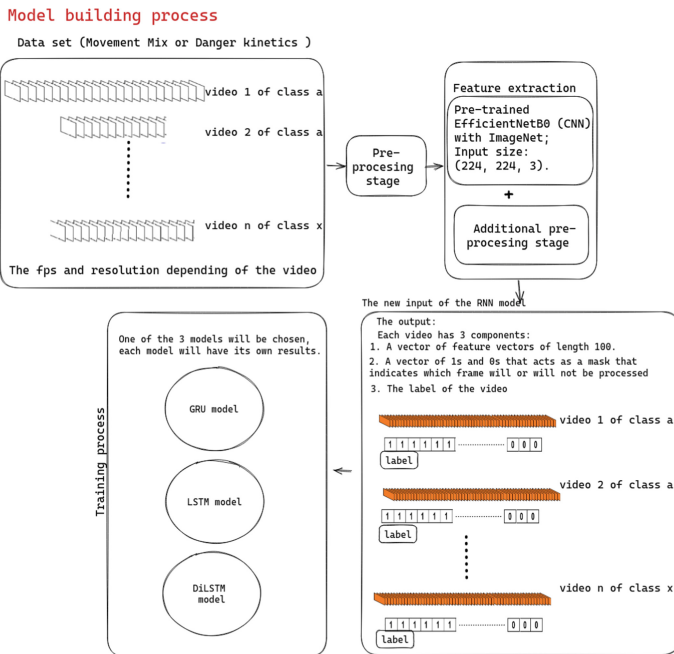 Model building process
Data set (Movement Mix or Danger kinetics )
video 1 of class a
video 2 of class a
video n of class x
The fps and resolution depending of the video
Pre-
procesing
stage
Feature extraction
Pre-trained
EfficientNetB0 (CNN)
with ImageNet;
Input size:
(224, 224, 3).
+
Additional pre-
procesing stage
The new input of the RNN model
The output:
Each video has 3 components:
1. A vector of feature vectors of length 100.
2. A vector of 1s and 0s that acts as a mask that
indicates which frame will or will not be processed
3. The label of the video
video 1 of class a
1 1 1 1 1 1 0 0 0
label
video 2 of class a
1 1 1 1 1 1 0 0 0
label
video n of class x
1 1 1 1 1 1 0 0 0
label
Training process
One of the 3 models will be chosen,
each model will have its own results.
GRU model
LSTM model
DiLSTM
model